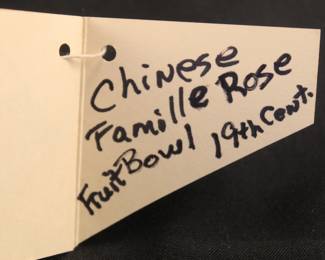 Chinese
Famille Rose
Fruit Bowl 19th Cent.